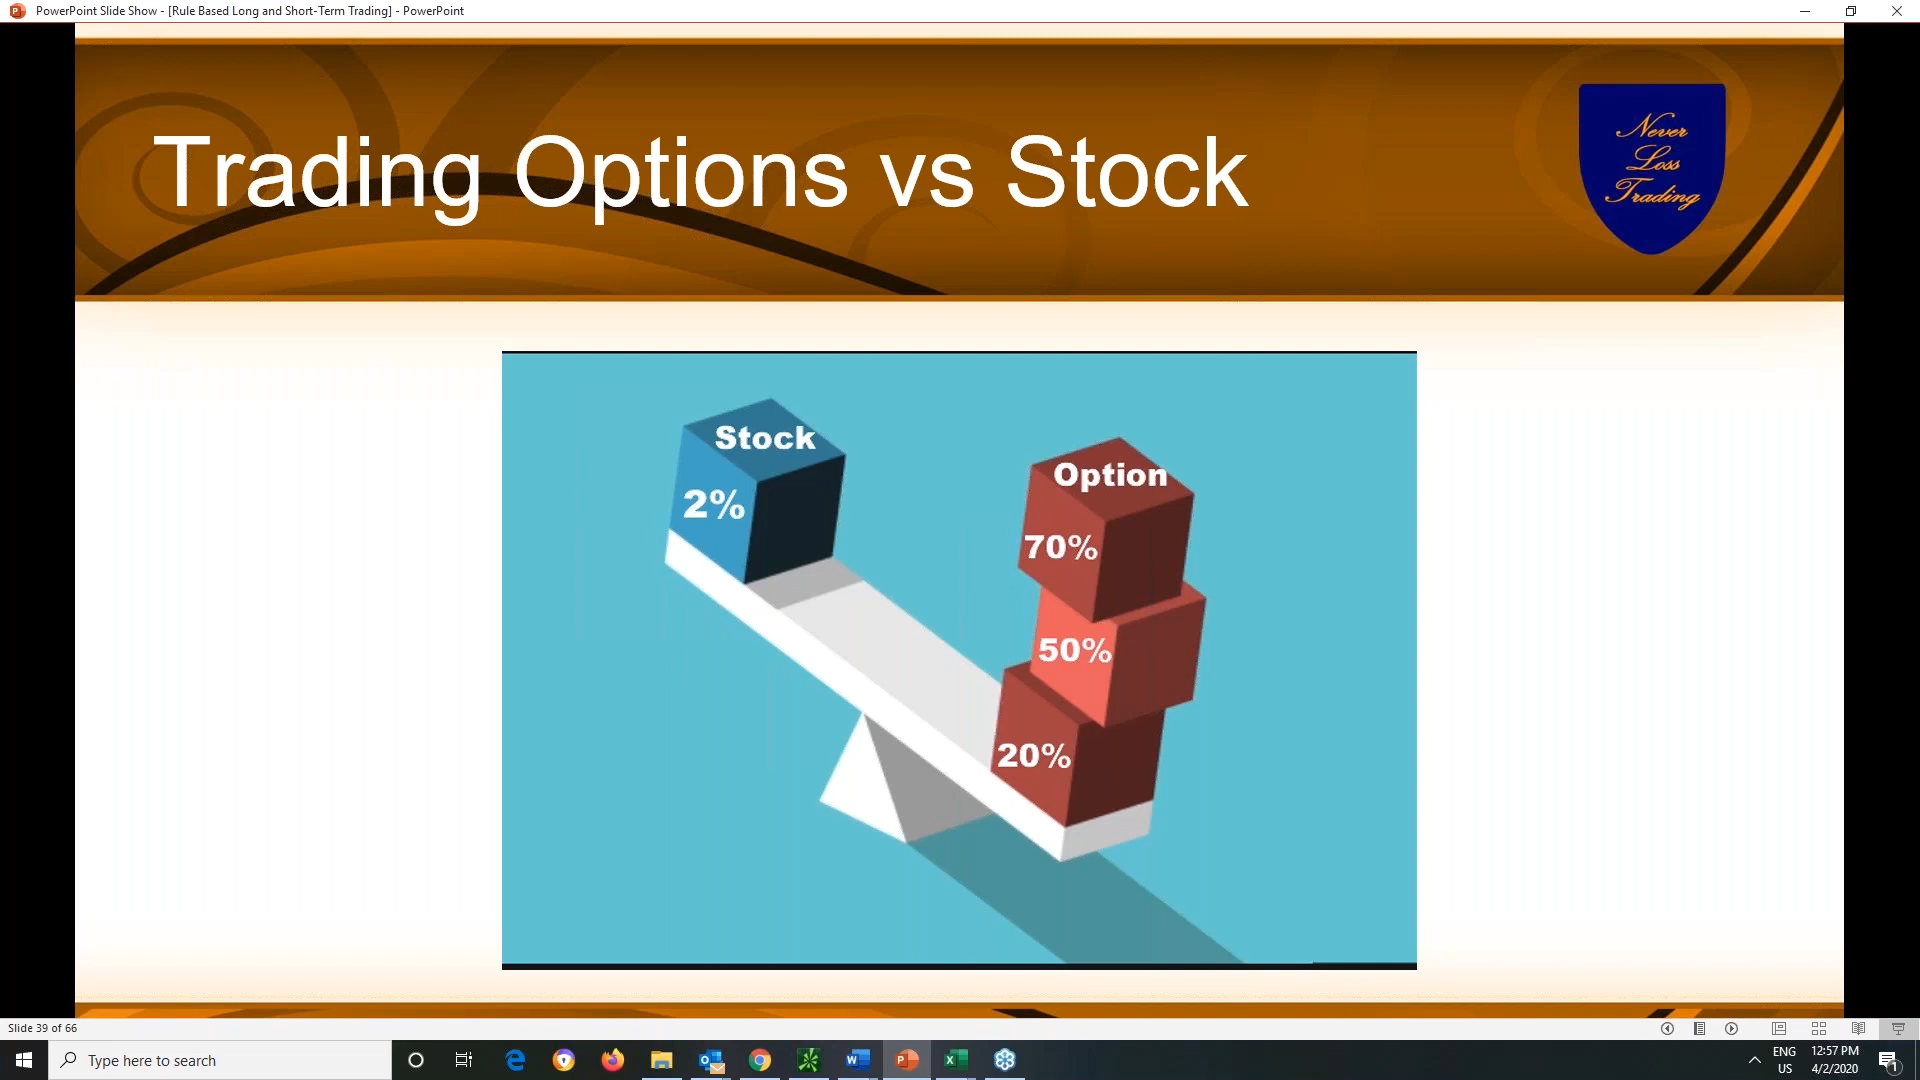 PowerPoint Slide Show - [Rule Based Long and Short-Term Trading] - PowerPoint
Trading Options vs Stock
Never
Loss
Trading
Stock
2%
Option
70%
50%
20%
Slide 39 of 66
Type here to search
ENG
US
12:57 PM
4/2/2020
1